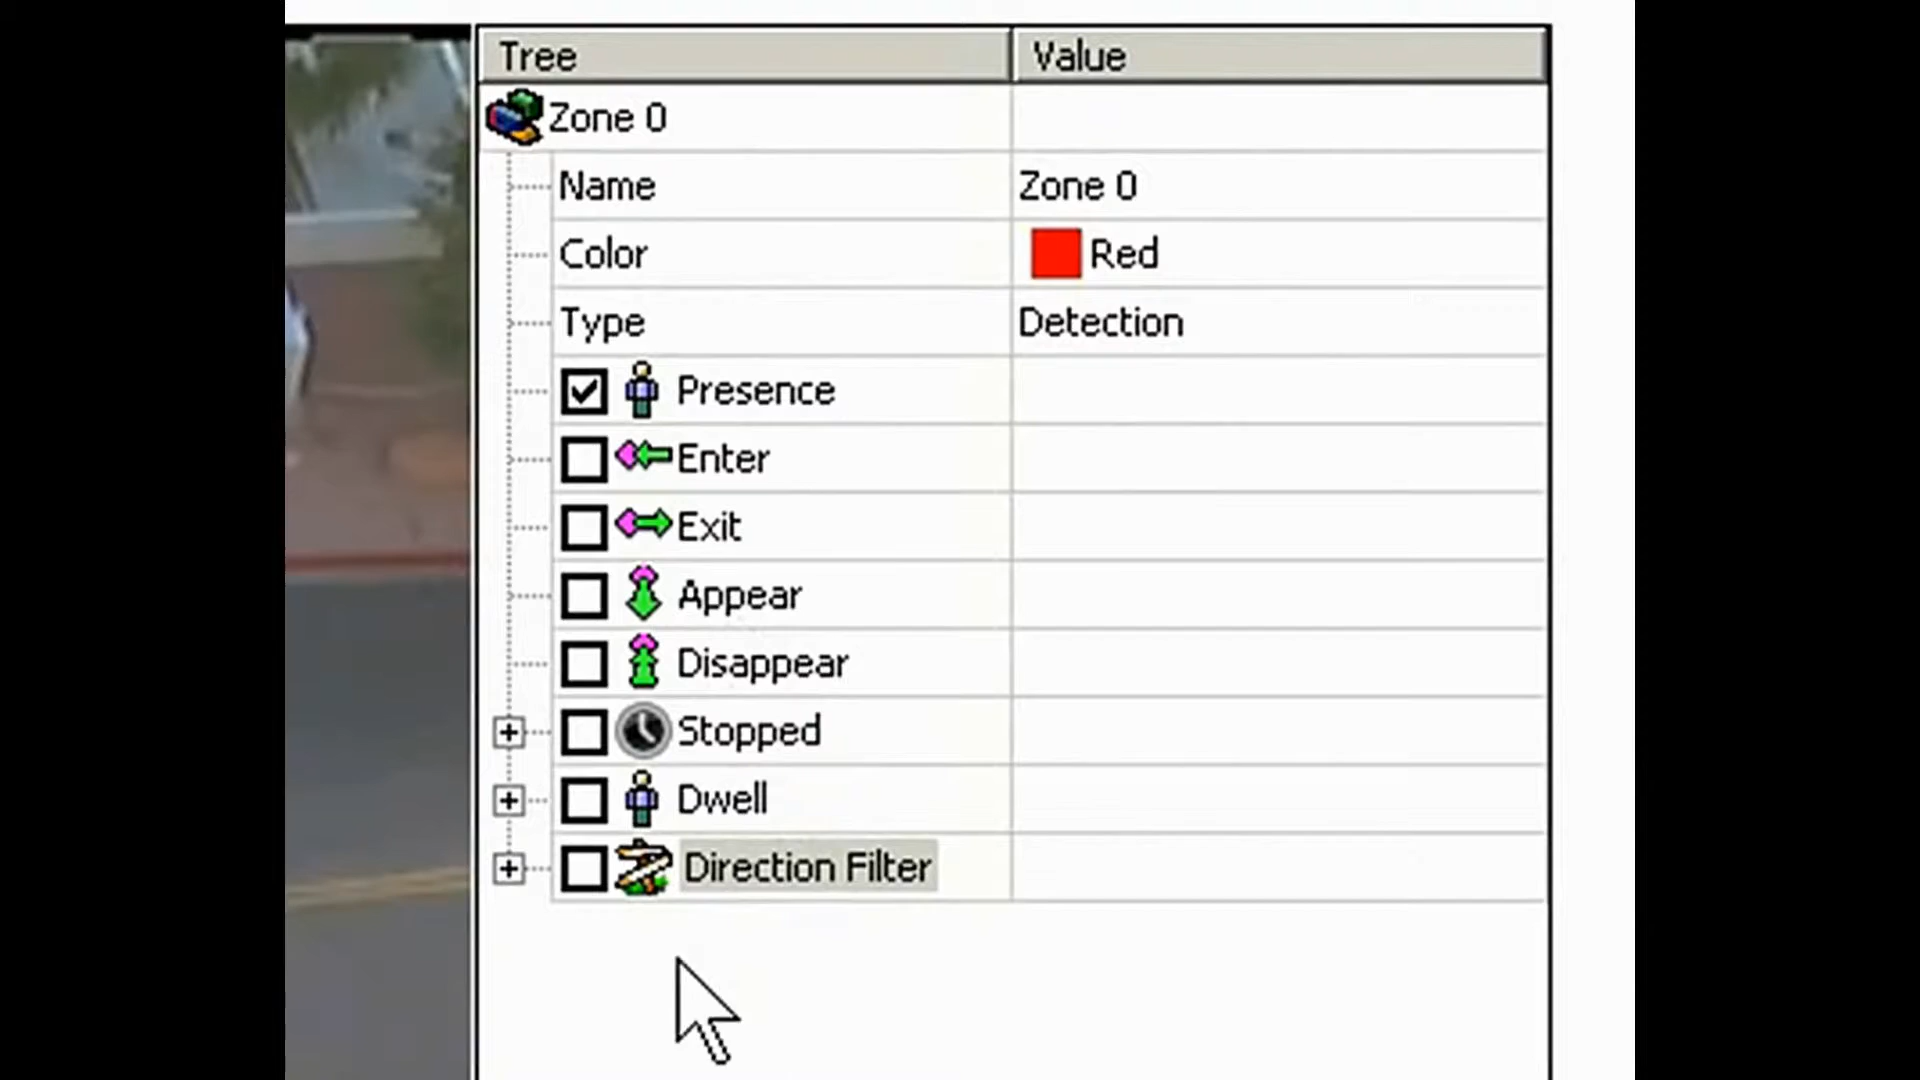 Tree Value
Zone 0
Name Zone 0
Color Red
Type Detection
Presence
Enter
Exit
Appear
Disappear
Stopped
Dwell
Direction Filter